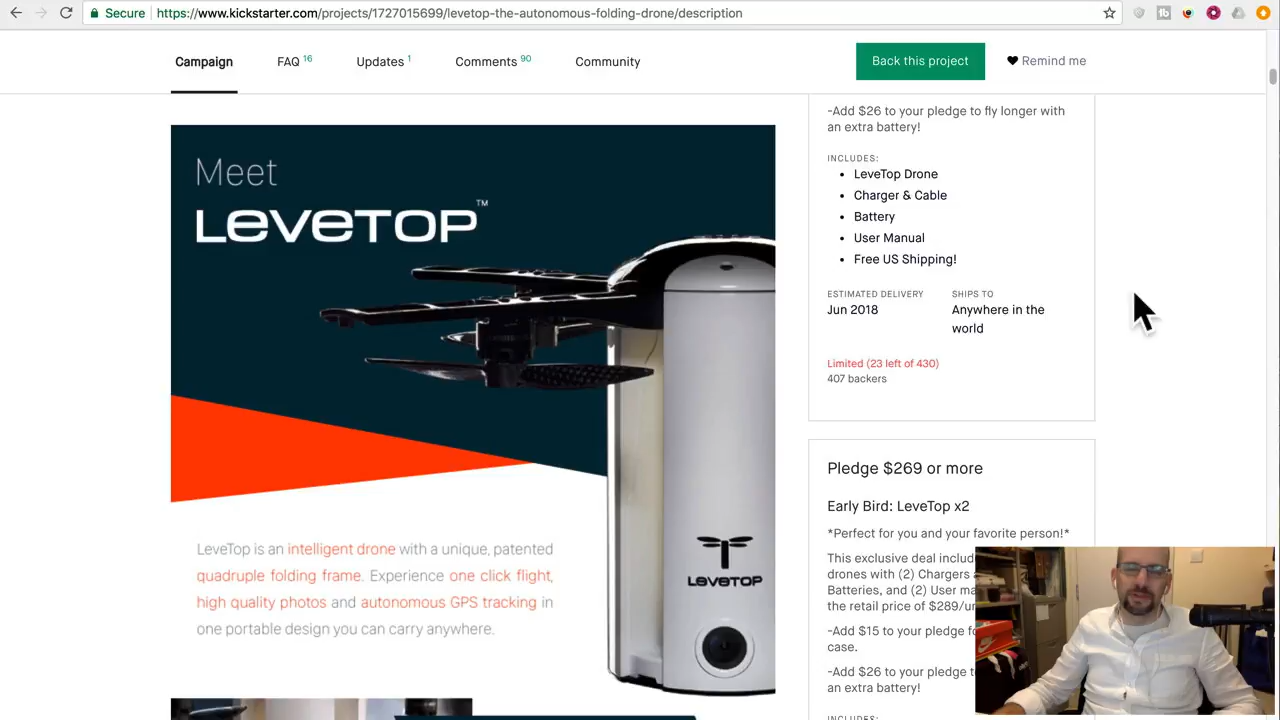 Secure https://www.kickstarter.com/projects/1727015699/levetop-the-autonomous-folding-drone/description
Campaign FAQ 16 Updates 1 Comments 90 Community Back this project Remind me
Meet
LEVETOP™
LeveTop is an intelligent drone with a unique, patented
quadruple folding frame. Experience one click flight,
high quality photos and autonomous GPS tracking in
one portable design you can carry anywhere.
LEVETOP
-Add $26 to your pledge to fly longer with
an extra battery!
INCLUDES:
• LeveTop Drone
• Charger & Cable
• Battery
• User Manual
• Free US Shipping!
ESTIMATED DELIVERY SHIPS TO
Jun 2018 Anywhere in the
world
Limited (23 left of 430)
407 backers
Pledge $269 or more
Early Bird: LeveTop x2
*Perfect for you and your favorite person!*
This exclusive deal includ
drones with (2) Chargers
Batteries, and (2) User ma
the retail price of $289/u
-Add $15 to your pledge fo
case.
-Add $26 to your pledge
an extra battery!